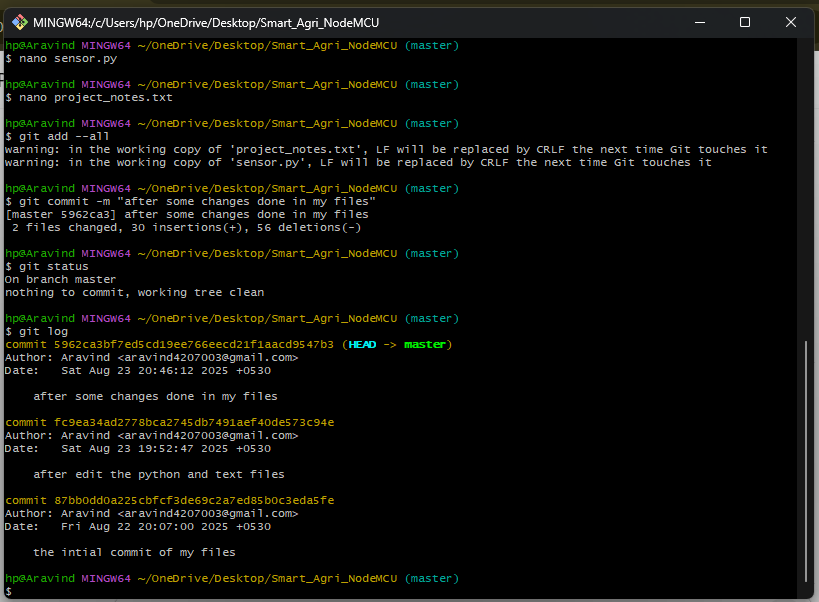 MINGW64:/c/Users/hp/OneDrive/Desktop/Smart_Agri_NodeMCU
hp@Aravind MINGW64 ~/OneDrive/Desktop/Smart_Agri_NodeMCU (master)
$ nano sensor.py
hp@Aravind MINGW64 ~/OneDrive/Desktop/Smart_Agri_NodeMCU (master)
$ nano project_notes.txt
hp@Aravind MINGW64 ~/OneDrive/Desktop/Smart_Agri_NodeMCU (master)
$ git add --all
warning: in the working copy of 'project_notes.txt', LF will be replaced by CRLF the next time Git touches it
warning: in the working copy of 'sensor.py', LF will be replaced by CRLF the next time Git touches it
hp@Aravind MINGW64 ~/OneDrive/Desktop/Smart_Agri_NodeMCU (master)
$ git commit -m "after some changes done in my files"
[master 5962ca3] after some changes done in my files
2 files changed, 30 insertions(+), 56 deletions(-)
hp@Aravind MINGW64 ~/OneDrive/Desktop/Smart_Agri_NodeMCU (master)
$ git status
On branch master
nothing to commit, working tree clean
hp@Aravind MINGW64 ~/OneDrive/Desktop/Smart_Agri_NodeMCU (master)
$ git log
commit 5962ca3bf7ed5cd19ee766eecd21f1aacd9547b3 (HEAD -> master)
Author: Aravind <aravind4207003@gmail.com>
Date:   Sat Aug 23 20:46:12 2025 +0530
after some changes done in my files
commit fc9ea34ad2778bca2745db7491aef40de573c94e
Author: Aravind <aravind4207003@gmail.com>
Date:   Sat Aug 23 19:52:47 2025 +0530
after edit the python and text files
commit 87bb0dd0a225cbfcf3de69c2a7ed85b0c3eda5fe
Author: Aravind <aravind4207003@gmail.com>
Date:   Fri Aug 22 20:07:00 2025 +0530
the intial commit of my files
hp@Aravind MINGW64 ~/OneDrive/Desktop/Smart_Agri_NodeMCU (master)
$